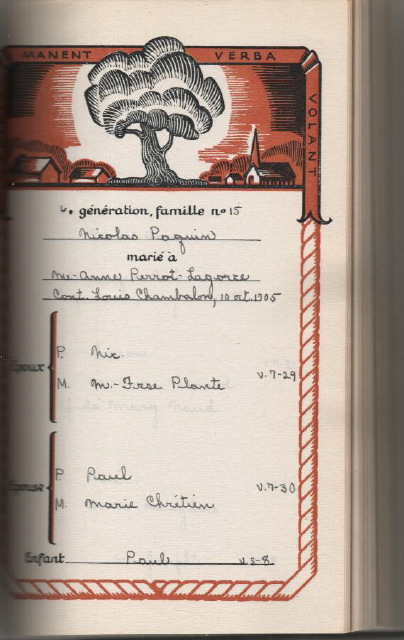 MANENT VERBA
VOLANT
6. génération, famille no 15
Nicolas Paquin
marié à
M.-Anne Perrot-Lagorce
Cont. Louis Chambalon, 10 oct. 1705
Époux
P. Nic. 
M. M.-Frse Plante v.7-29
Épouse
P. Paul
M. Marie Chrétien v.7-30
Enfant Paul v.5-8